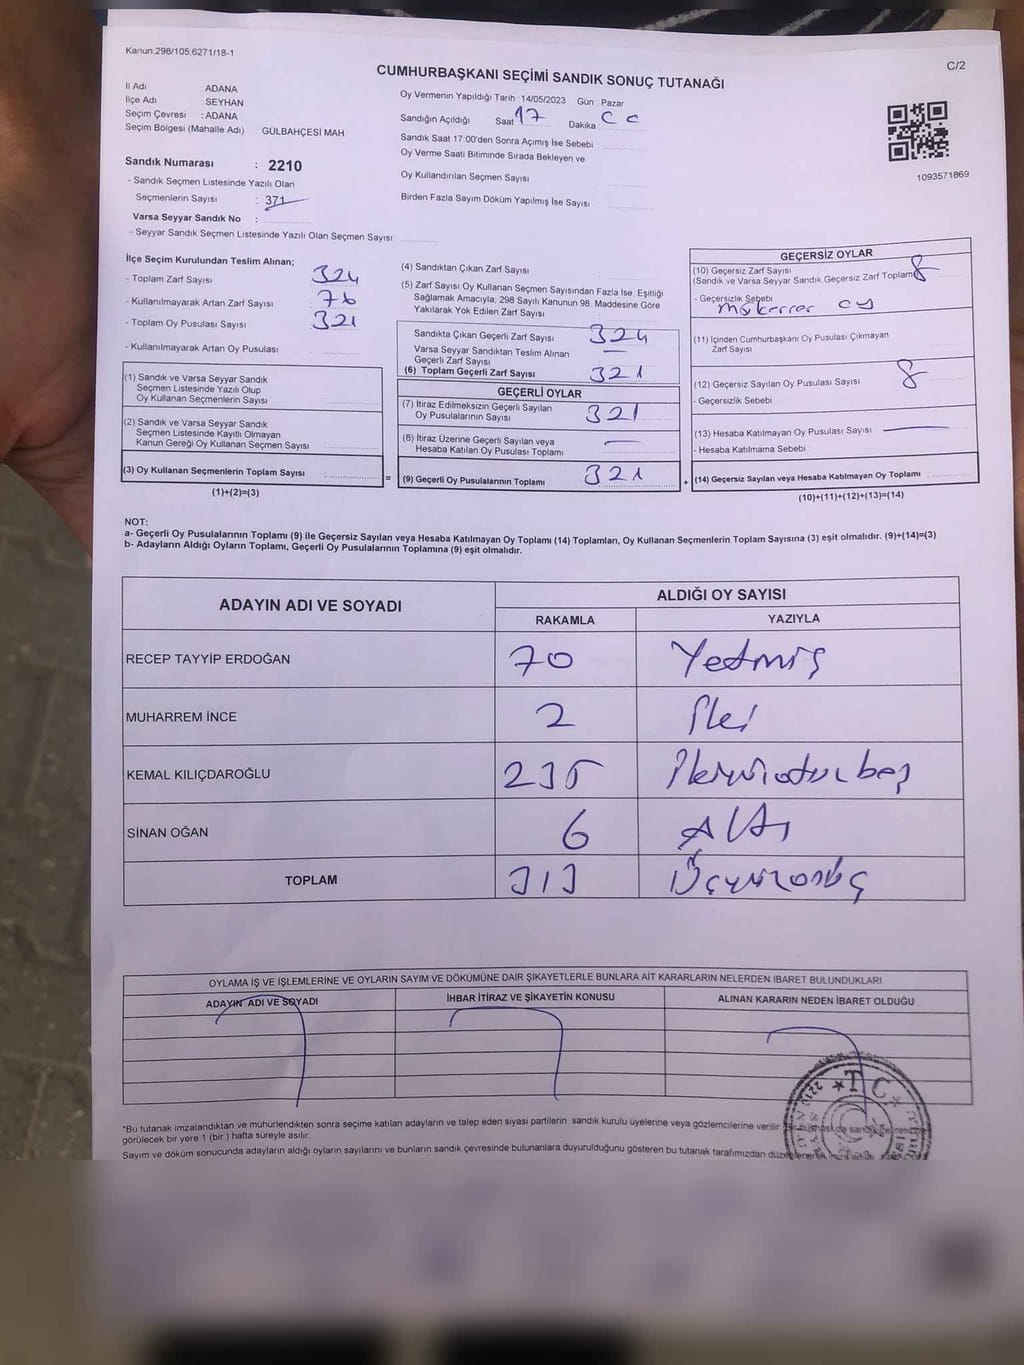 Kanun.298/105.6271/18-1
C/2
CUMHURBAŞKANI SEÇİMİ SANDIK SONUÇ TUTANAĞI
İl Adı ADANA
İlçe Adı : SEYHAN
Seçim Çevresi : ADANA
Seçim Bölgesi (Mahalle Adı) GÜLBAHÇESİ MAH
Sandık Numarası : 2210
- Sandık Seçmen Listesinde Yazılı Olan
Seçmenlerin Sayısı : 371
Varsa Seyyar Sandık No :
- Seyyar Sandık Seçmen Listesinde Yazılı Olan Seçmen Sayısı:
Oy Vermenin Yapıldığı Tarih : 14/05/2023 Gün Pazar
Sandığın Açıldığı Saat 17 Dakika
Sandık Saat 17:00'den Sonra Açımış İse Sebebi
Oy Verme Saati Bitiminde Sırada Bekleyen ve
Oy Kullandırılan Seçmen Sayısı
Birden Fazla Sayım Döküm Yapılmış İse Sayısı
1093571869
İlçe Seçim Kurulundan Teslim Alınan;
- Toplam Zarf Sayısı 324
- Kullanılmayarak Artan Zarf Sayısı 76
- Toplam Oy Pusulası Sayısı 321
- Kullanılmayarak Artan Oy Pusulası
(1) Sandık ve Varsa Seyyar Sandık
Seçmen Listesinde Yazılı Olup
Oy Kullanan Seçmenlerin Sayısı :
(2) Sandık ve Varsa Seyyar Sandık
Seçmen Listesinde Kayıtlı Olmayan
Kanun Gereği Oy Kullanan Seçmen Sayısı :
(3) Oy Kullanan Seçmenlerin Toplam Sayısı :
(1)+(2)=(3)
(4) Sandıktan Çıkan Zarf Sayısı
(5) Zarf Sayısı Oy Kullanan Seçmen Sayısından Fazla İse, Eşitliği
Sağlamak Amacıyla, 298 Sayılı Kanunun 98. Maddesine Göre
Yakılarak Yok Edilen Zarf Sayısı
Sandıkta Çıkan Geçerli Zarf Sayısı 324
Varsa Seyyar Sandıktan Teslim Alınan
Geçerli Zarf Sayısı
(6) Toplam Geçerli Zarf Sayısı 321
GEÇERLİ OYLAR
(7) İtiraz Edilmeksizin Geçerli Sayılan
Oy Pusulalarının Sayısı 321
(8) İtiraz Üzerine Geçerli Sayılan veya
Hesaba Katılan Oy Pusulası Toplamı
= (9) Geçerli Oy Pusulalarının Toplamı 321
GEÇERSİZ OYLAR
(10) Geçersiz Zarf Sayısı
(Sandık ve Varsa Seyyar Sandık Geçersiz Zarf Toplamı) 8
- Geçersizlik Sebebi
mükerrer oy
(11) İçinden Cumhurbaşkanı Oy Pusulası Çıkmayan
Zarf Sayısı
(12) Geçersiz Sayılan Oy Pusulası Sayısı 8
- Geçersizlik Sebebi
(13) Hesaba Katılmayan Oy Pusulası Sayısı
- Hesaba Katılmama Sebebi
+ (14) Geçersiz Sayılan veya Hesaba Katılmayan Oy Toplamı
(10)+(11)+(12)+(13)=(14)
NOT:
a- Geçerli Oy Pusulalarının Toplamı (9) ile Geçersiz Sayılan veya Hesaba Katılmayan Oy Toplamı (14) Toplamları, Oy Kullanan Seçmenlerin Toplam Sayısına (3) eşit olmalıdır. (9)+(14)=(3)
b- Adayların Aldığı Oyların Toplamı, Geçerli Oy Pusulalarının Toplamına (9) eşit olmalıdır.
ADAYIN ADI VE SOYADI
ALDIĞI OY SAYISI
RAKAMLA YAZIYLA
RECEP TAYYİP ERDOĞAN 70 Yetmiş
MUHARREM İNCE 2 İki
KEMAL KILIÇDAROĞLU 235 İkiyüzotuzbeş
SİNAN OĞAN 6 Altı
TOPLAM 313 Üçyüzonüç
OYLAMA İŞ VE İŞLEMLERİNE VE OYLARIN SAYIM VE DÖKÜMÜNE DAİR ŞİKAYETLERLE BUNLARA AİT KARARLARIN NELERDEN İBARET BULUNDUKLARI
ADAYIN ADI VE SOYADI İHBAR İTİRAZ VE ŞİKAYETİN KONUSU ALINAN KARARIN NEDEN İBARET OLDUĞU
*Bu tutanak imzalandıktan ve mühürlendikten sonra seçime katılan adayların ve talep eden siyasi partilerin sandık kurulu üyelerine veya gözlemcilerine verilir
görülecek bir yere 1 (bir) hafta süreyle asılır.
Sayım ve döküm sonucunda adayların aldığı oyların sayılarını ve bunların sandık çevresinde bulunanlara duyurulduğunu gösteren bu tutanak tarafımızdan
T.C.
2210